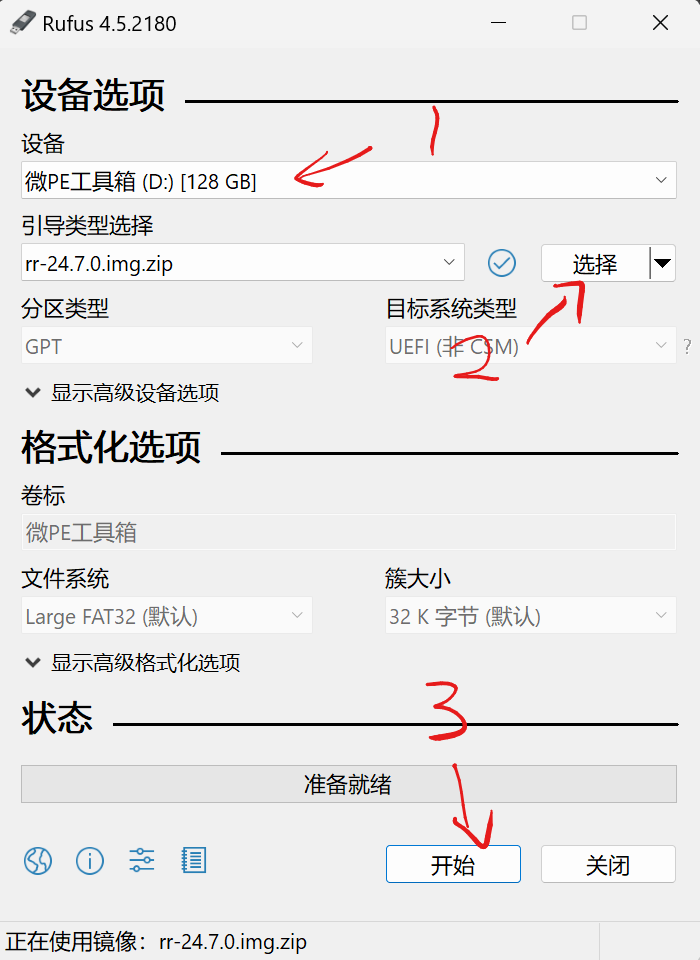 Rufus 4.5.2180
设备选项
1
设备
微PE工具箱 (D:) [128 GB]
引导类型选择
rr-24.7.0.img.zip
选择
分区类型
目标系统类型
GPT
UEFI (非 CSM)
?
2
显示高级设备选项
格式化选项
卷标
微PE工具箱
文件系统
簇大小
Large FAT32 (默认)
32 K 字节 (默认)
显示高级格式化选项
状态
3
准备就绪
开始
关闭
正在使用镜像：rr-24.7.0.img.zip